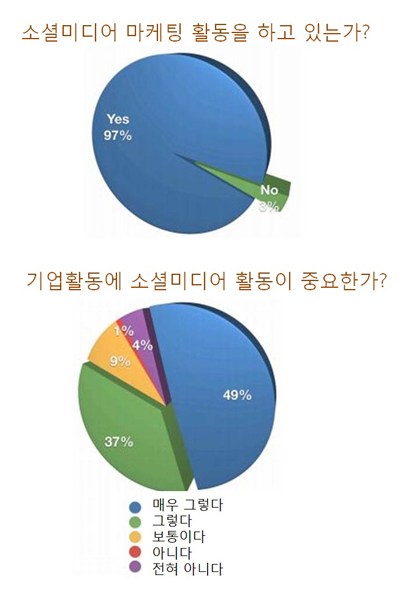 소셜미디어 마케팅 활동을 하고 있는가?
Yes
97%
No
3%
기업활동에 소셜미디어 활동이 중요한가?
1%
4%
9%
49%
37%
매우 그렇다
그렇다
보통이다
아니다
전혀 아니다